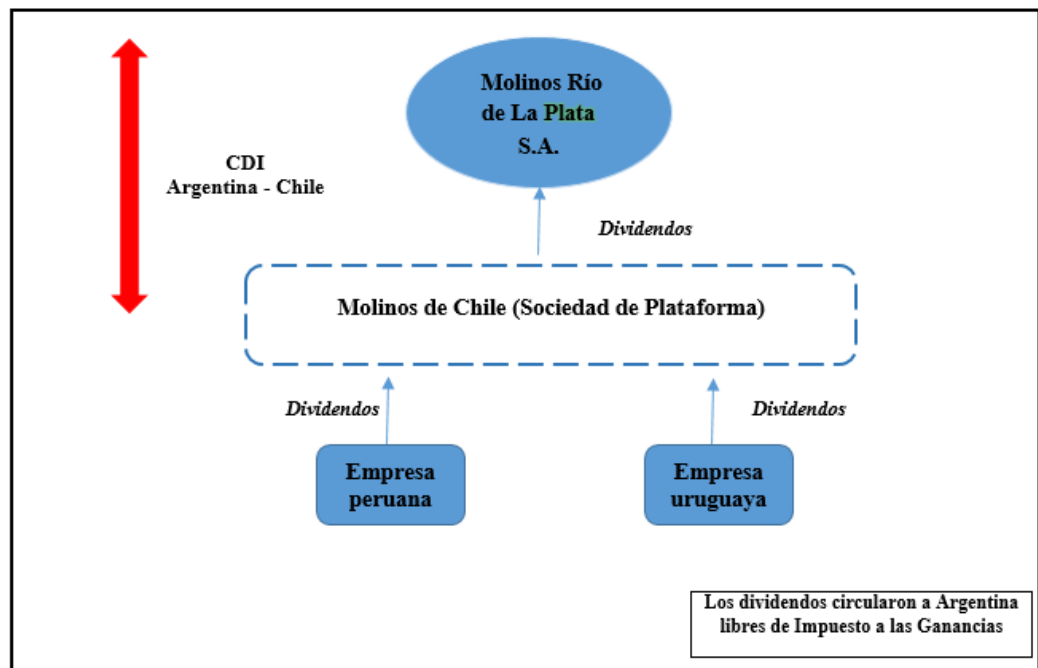 Molinos Río
de La Plata
S.A.
CDI
Argentina - Chile
Dividendos
Molinos de Chile (Sociedad de Plataforma)
Dividendos
Dividendos
Empresa
peruana
Empresa
uruguaya
Los dividendos circularon a Argentina
libres de Impuesto a las Ganancias